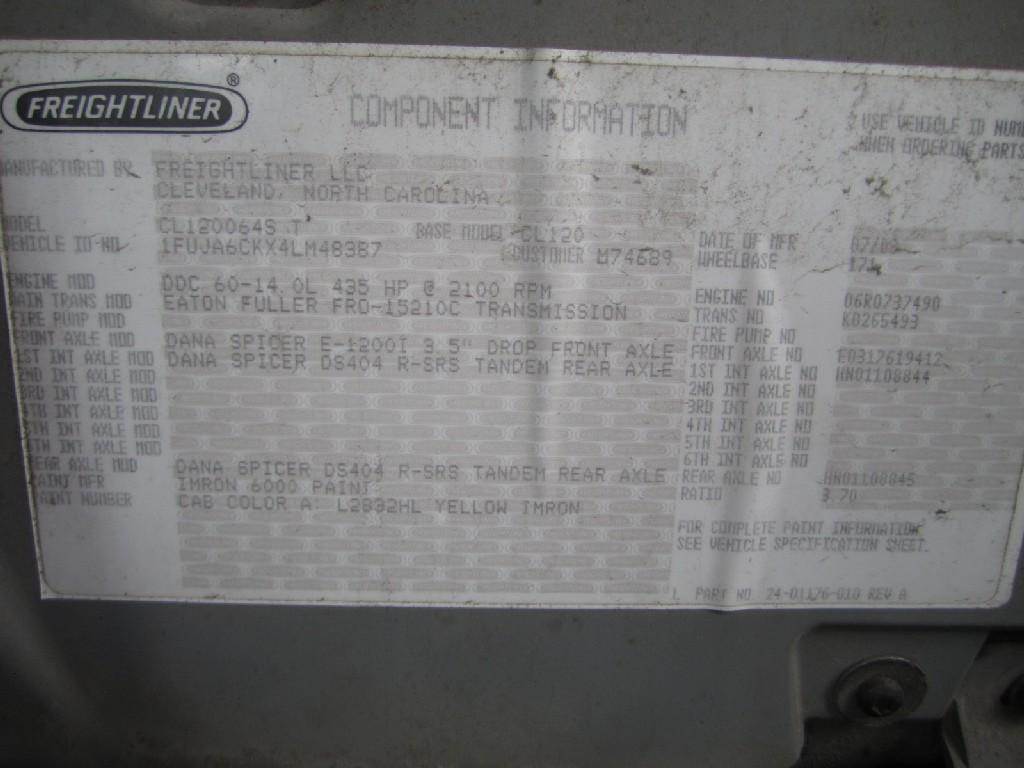 FREIGHTLINER ®
COMPONENT INFORMATION
USE VEHICLE ID
WHEN ORDERING PARTS
MANUFACTURED BY FREIGHTLINER LLC
CLEVELAND, NORTH CAROLINA
MODEL CL120064S T BASE MODEL CL120 DATE OF MFR
VEHICLE ID NO 1FUJA6CKX4LM48387 CUSTOMER M74689 WHEELBASE 171
ENGINE MOD DDC 60-14.0L 435 HP @ 2100 RPM ENGINE NO 06R0737490
MAIN TRANS MOD EATON FULLER FRO-15210C TRANSMISSION TRANS NO K0265493
FIRE PUMP MOD FIRE PUMP NO
FRONT AXLE MOD DANA SPICER E-1200I 3.5" DROP FRONT AXLE FRONT AXLE NO E0317619412
1ST INT AXLE MOD DANA SPICER DS404 R-SRS TANDEM REAR AXLE 1ST INT AXLE NO HN01108844
2ND INT AXLE MOD 2ND INT AXLE NO
3RD INT AXLE MOD 3RD INT AXLE NO
4TH INT AXLE MOD 4TH INT AXLE NO
5TH INT AXLE MOD 5TH INT AXLE NO
6TH INT AXLE MOD 6TH INT AXLE NO
REAR AXLE MOD DANA SPICER DS404 R-SRS TANDEM REAR AXLE REAR AXLE NO HN01108845
PAINT MFR IMRON 6000 PAINT RATIO 3.70
PAINT NUMBER CAB COLOR A: L2832HL YELLOW IMRON
FOR COMPLETE PAINT INFORMATION
SEE VEHICLE SPECIFICATION SHEET.
PART NO. 24-01176-010 REV A